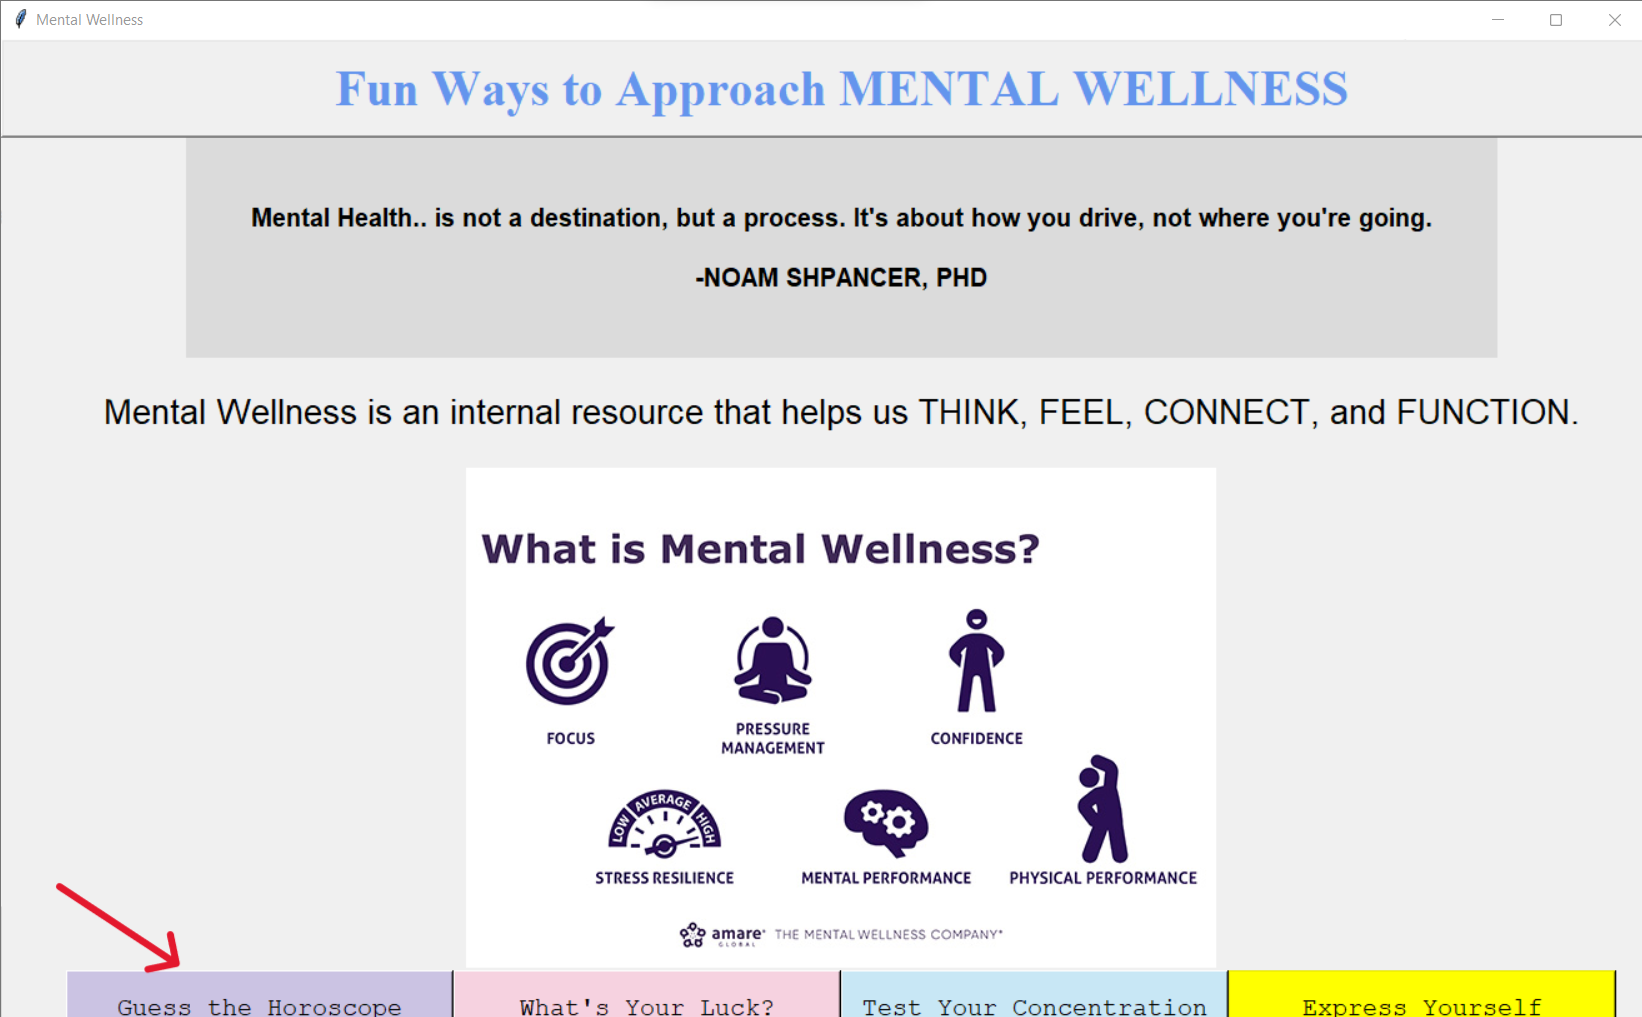 Mental Wellness
Fun Ways to Approach MENTAL WELLNESS
Mental Health.. is not a destination, but a process. It's about how you drive, not where you're going.
-NOAM SHPANCER, PHD
Mental Wellness is an internal resource that helps us THINK, FEEL, CONNECT, and FUNCTION.
What is Mental Wellness?
FOCUS
PRESSURE
MANAGEMENT
CONFIDENCE
LOW AVERAGE HIGH
STRESS RESILIENCE
MENTAL PERFORMANCE
PHYSICAL PERFORMANCE
amare THE MENTAL WELLNESS COMPANY
GLOBAL
Guess the Horoscope
What's Your Luck?
Test Your Concentration
Express Yourself